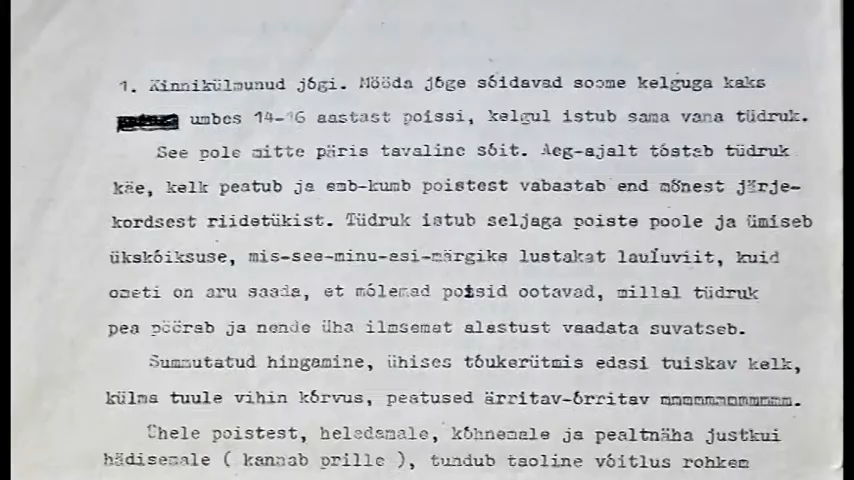 1. Kinnikülmunud jõgi. Mööda jõge sõidavad soome kelguga kaks
umbes 14-16 aastast poissi, kelgul istub sama vana tüdruk.
See pole mitte päris tavaline sõit. Aeg-ajalt tõstab tüdruk
käe, kelk peatub ja emb-kumb poistest vabastab end mõnest järje-
kordsest riidetükist. Tüdruk istub seljaga poiste poole ja ümiseb
ükskõiksuse, mis-see-minu-asi-märgiks lustakat lauluviit, kuid
ometi on aru saada, et mõlemad poisid ootavad, millal tüdruk
pea pöörab ja nende üha ilmsemat alastust vaadata suvatseb.
Summutatud hingamine, ühises tõukerütmis edasi tuiskav kelk,
külma tuule vihin kõrvus, peatused ärritav-õrritav
Ühele poistest, heledamale, kõhnemale ja pealtnäha justkui
hädisemale ( kannab prille ), tundub taoline võitlus rohkem